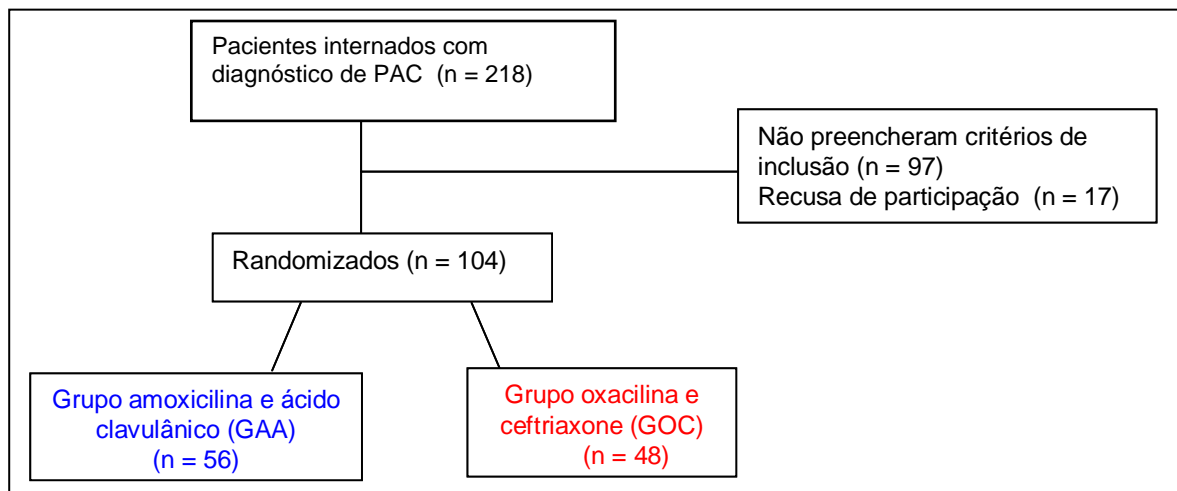 Pacientes internados com
diagnóstico de PAC (n = 218)
Não preencheram critérios de
inclusão (n = 97)
Recusa de participação (n = 17)
Randomizados (n = 104)
Grupo amoxicilina e ácido
clavulânico (GAA)
(n = 56)
Grupo oxacilina e
ceftriaxone (GOC)
(n = 48)